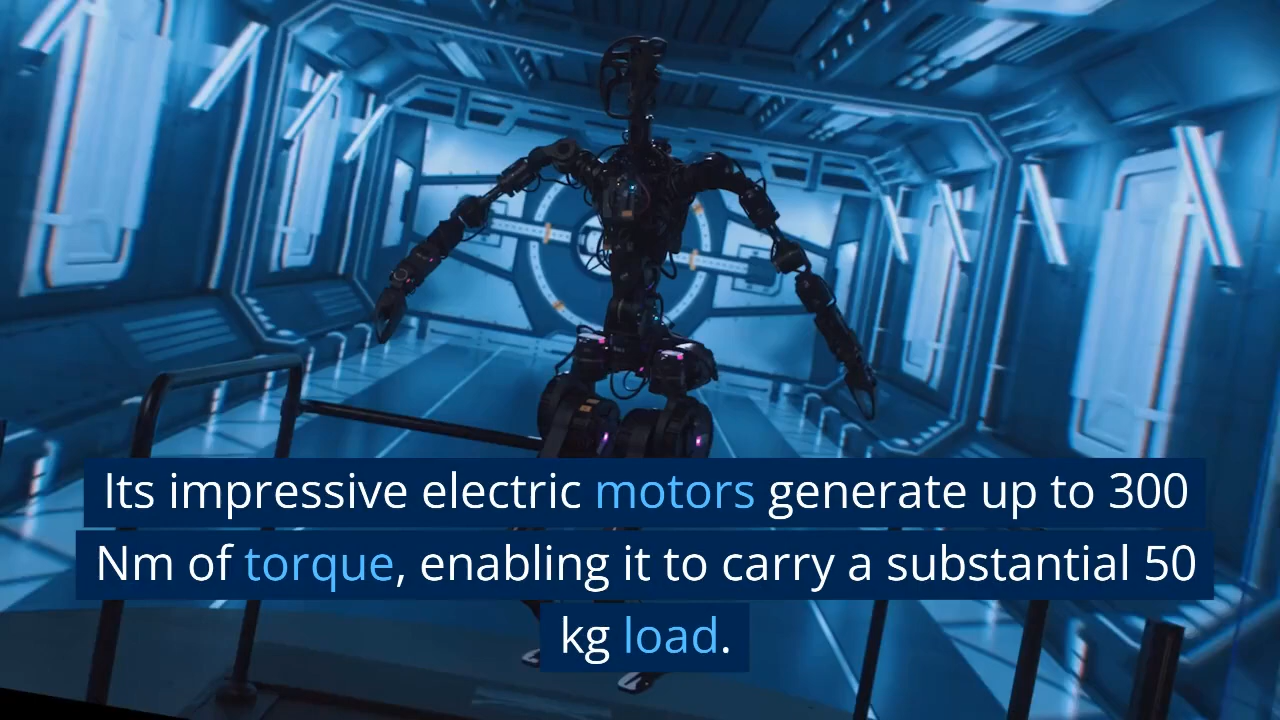 Its impressive electric motors generate up to 300
Nm of torque, enabling it to carry a substantial 50
kg load.